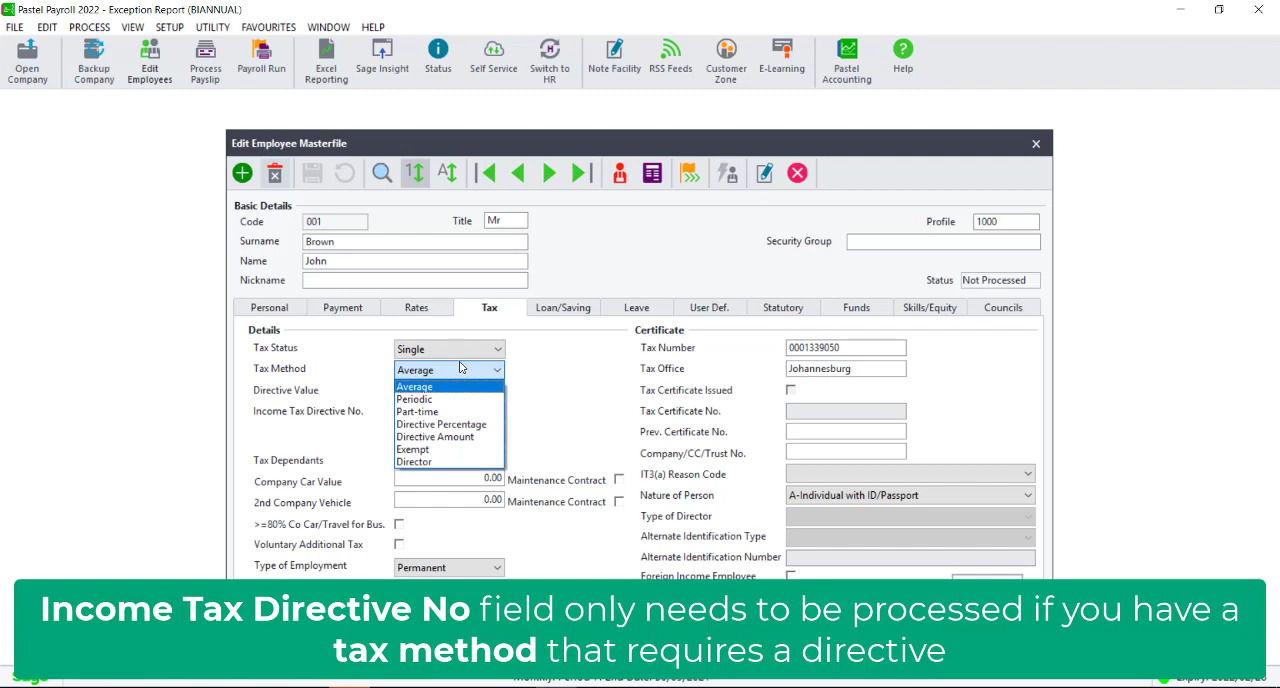 Pastel Payroll 2022 - Exception Report (BIANNUAL)
FILE EDIT PROCESS VIEW SETUP UTILITY FAVOURITES WINDOW HELP
Open Company
Backup Company
Edit Employees
Process Payslip
Payroll Run
Excel Reporting
Sage Insight
Status
Self Service
Switch to HR
Note Facility
RSS Feeds
Customer Zone
E-Learning
Pastel Accounting
Help
Edit Employee Masterfile
Basic Details
Code 001 Title Mr Profile 1000
Surname Brown Security Group
Name John
Nickname Status Not Processed
Personal Payment Rates Tax Loan/Saving Leave User Def. Statutory Funds Skills/Equity Councils
Details
Tax Status Single
Tax Method Average
Directive Value
Income Tax Directive No.
Average
Periodic
Part-time
Directive Percentage
Directive Amount
Exempt
Director
Tax Dependants
Company Car Value 0.00 Maintenance Contract
2nd Company Vehicle 0.00 Maintenance Contract
>=80% Co Car/Travel for Bus.
Voluntary Additional Tax
Type of Employment Permanent
Certificate
Tax Number 0001339050
Tax Office Johannesburg
Tax Certificate Issued
Tax Certificate No.
Prev. Certificate No.
Company/CC/Trust No.
IT3(a) Reason Code
Nature of Person A-Individual with ID/Passport
Type of Director
Alternate Identification Type
Alternate Identification Number
Foreign Income Employee
Income Tax Directive No field only needs to be processed if you have a
tax method that requires a directive